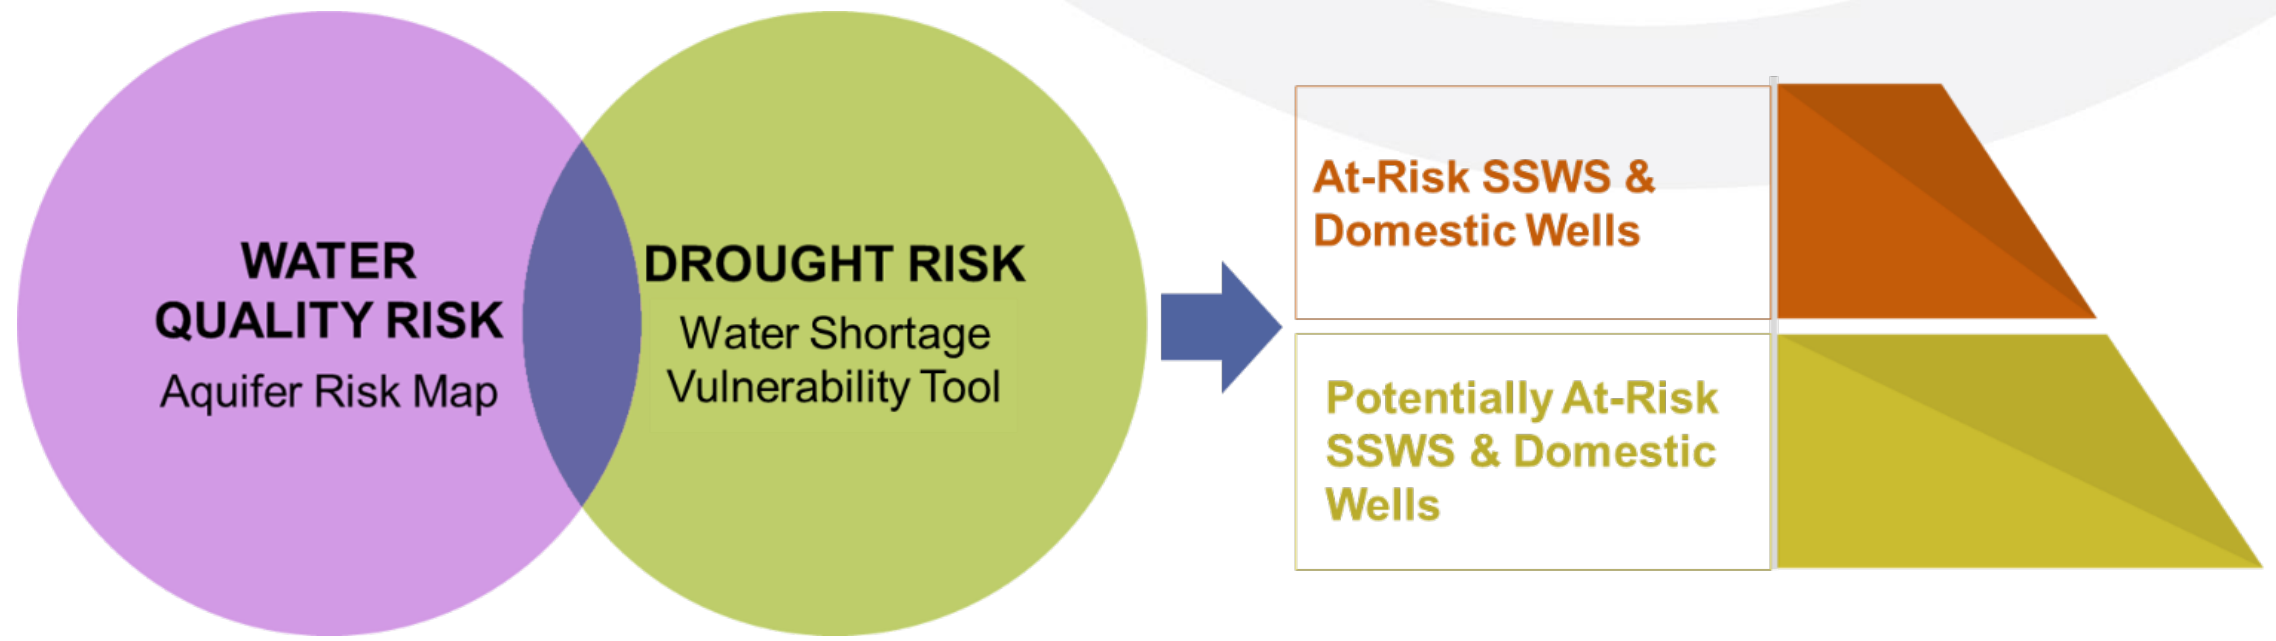 WATER
QUALITY RISK
Aquifer Risk Map
DROUGHT RISK
Water Shortage
Vulnerability Tool
At-Risk SSWS &
Domestic Wells
Potentially At-Risk
SSWS & Domestic
Wells